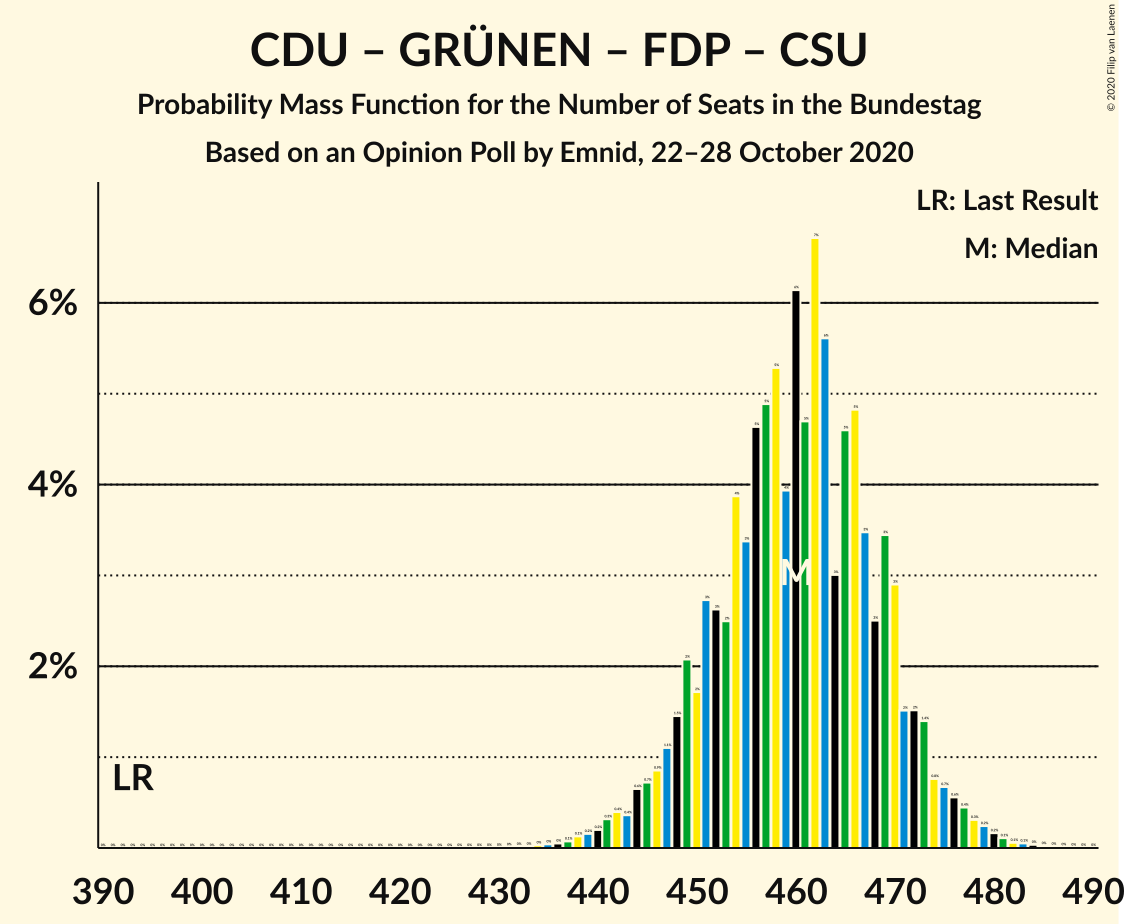 CDU – GRÜNEN – FDP – CSU
Probability Mass Function for the Number of Seats in the Bundestag
Based on an Opinion Poll by Emnid, 22–28 October 2020
© 2020 Filip van Laenen
LR: Last Result
M: Median
6%
4%
2%
LR
M
390 400 410 420 430 440 450 460 470 480 490